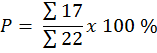 P = ∑ 17 / ∑ 22 x 100 %